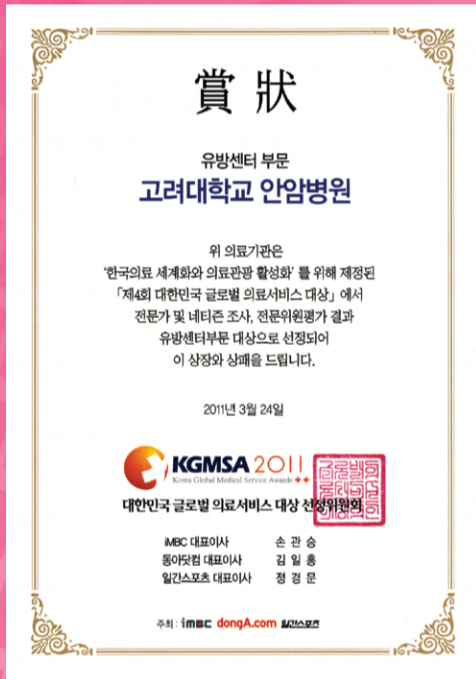 賞狀
유방센터 부문
고려대학교 안암병원
위 의료기관은
'한국의료 세계화와 의료관광 활성화' 를 위해 제정된
「제4회 대한민국 글로벌 의료서비스 대상」에서
전문가 및 네티즌 조사, 전문위원평가 결과
유방센터부문 대상으로 선정되어
이 상장와 상패을 드립니다.
2011년 3월 24일
KGMSA 2011
Korea Global Medical Service Awards ++
대한민국 글로벌 의료서비스 대상 선정위원회
iMBC 대표이사 손관승
동아닷컴 대표이사 김일흥
일간스포츠 대표이사 정경문
주최 : imBC dongA.com 일간스포츠